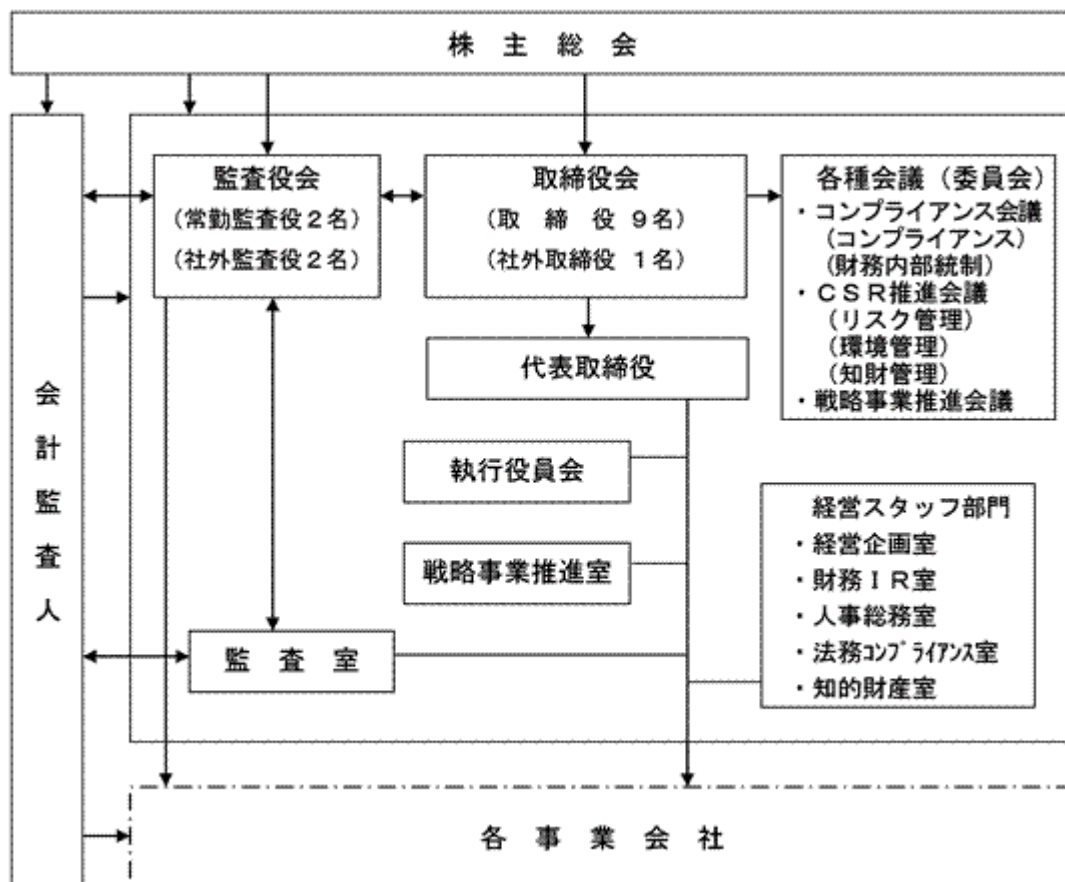 株 主 総 会
監査役会
(常勤監査役2名)
(社外監査役2名)
取締役会
(取 締 役 9名)
(社外取締役 1名)
各種会議(委員会)
・コンプライアンス会議
(コンプライアンス)
(財務内部統制)
・CSR推進会議
(リスク管理)
(環境管理)
(知財管理)
・戦略事業推進会議
代表取締役
会計監査人
執行役員会
戦略事業推進室
経営スタッフ部門
・経営企画室
・財務IR室
・人事総務室
・法務コンプライアンス室
・知的財産室
監 査 室
各 事 業 会 社